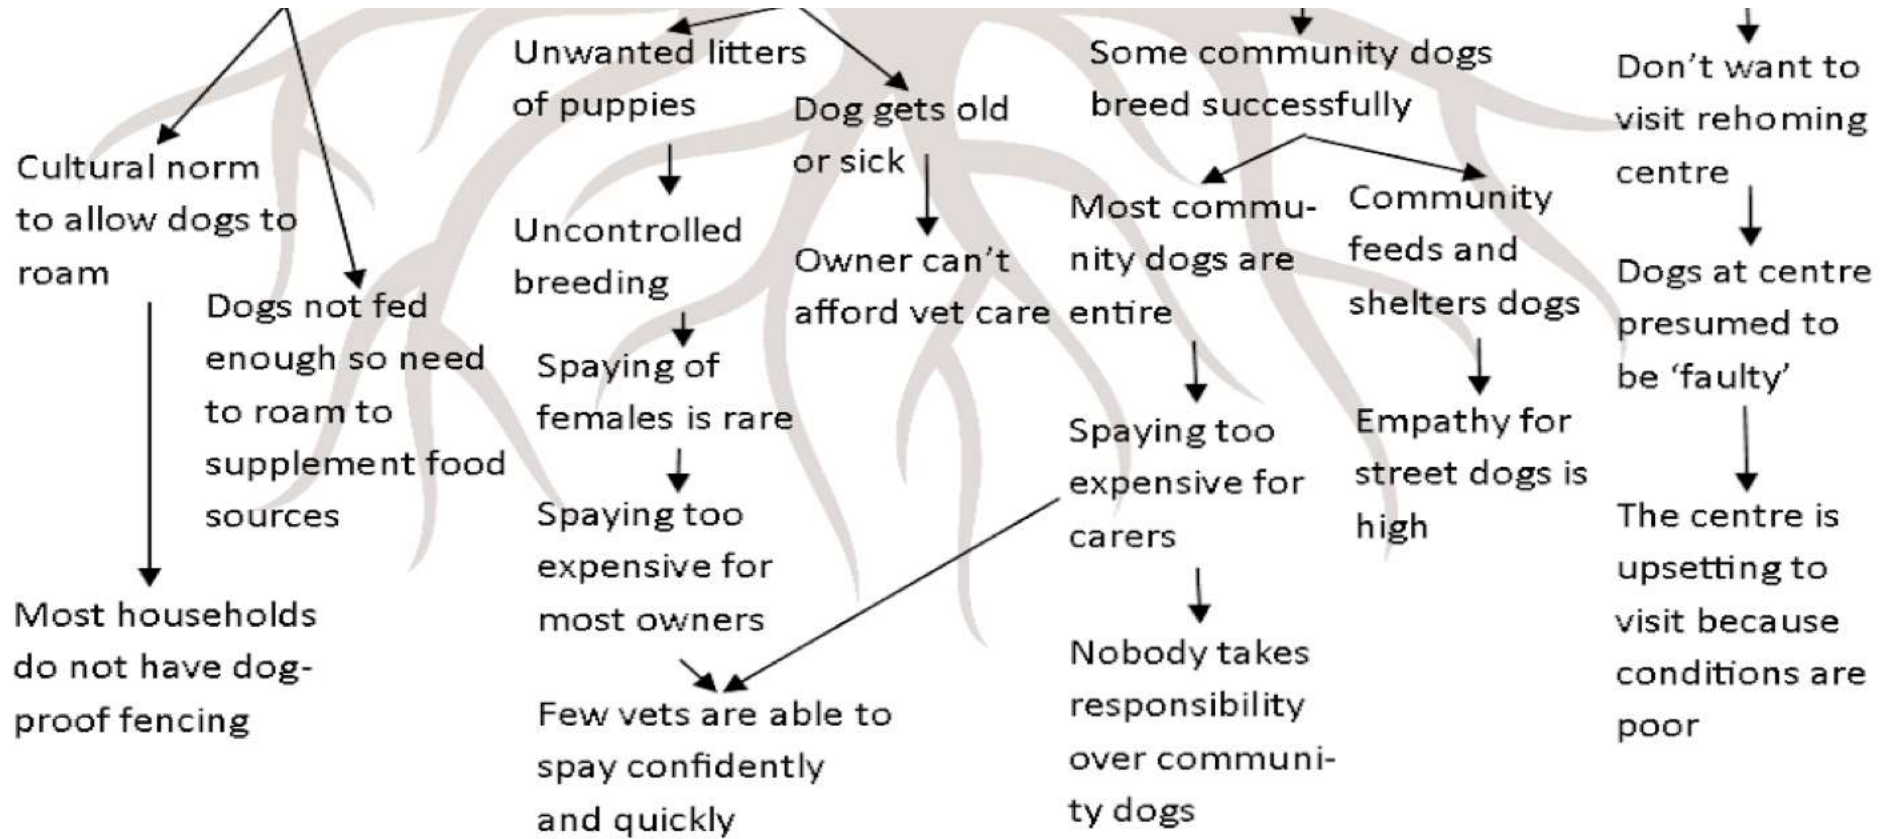 Cultural norm
to allow dogs to
roam
Most households
do not have dog-
proof fencing
Dogs not fed
enough so need
to roam to
supplement food
sources
Unwanted litters
of puppies
Uncontrolled
breeding
Spaying of
females is rare
Spaying too
expensive for
most owners
Few vets are able to
spay confidently
and quickly
Dog gets old
or sick
Owner can't
afford vet care
Some community dogs
breed successfully
Most commu-
nity dogs are
entire
Spaying too
expensive for
carers
Nobody takes
responsibility
over communi-
ty dogs
Community
feeds and
shelters dogs
Empathy for
street dogs is
high
Don't want to
visit rehoming
centre
Dogs at centre
presumed to
be 'faulty'
The centre is
upsetting to
visit because
conditions are
poor